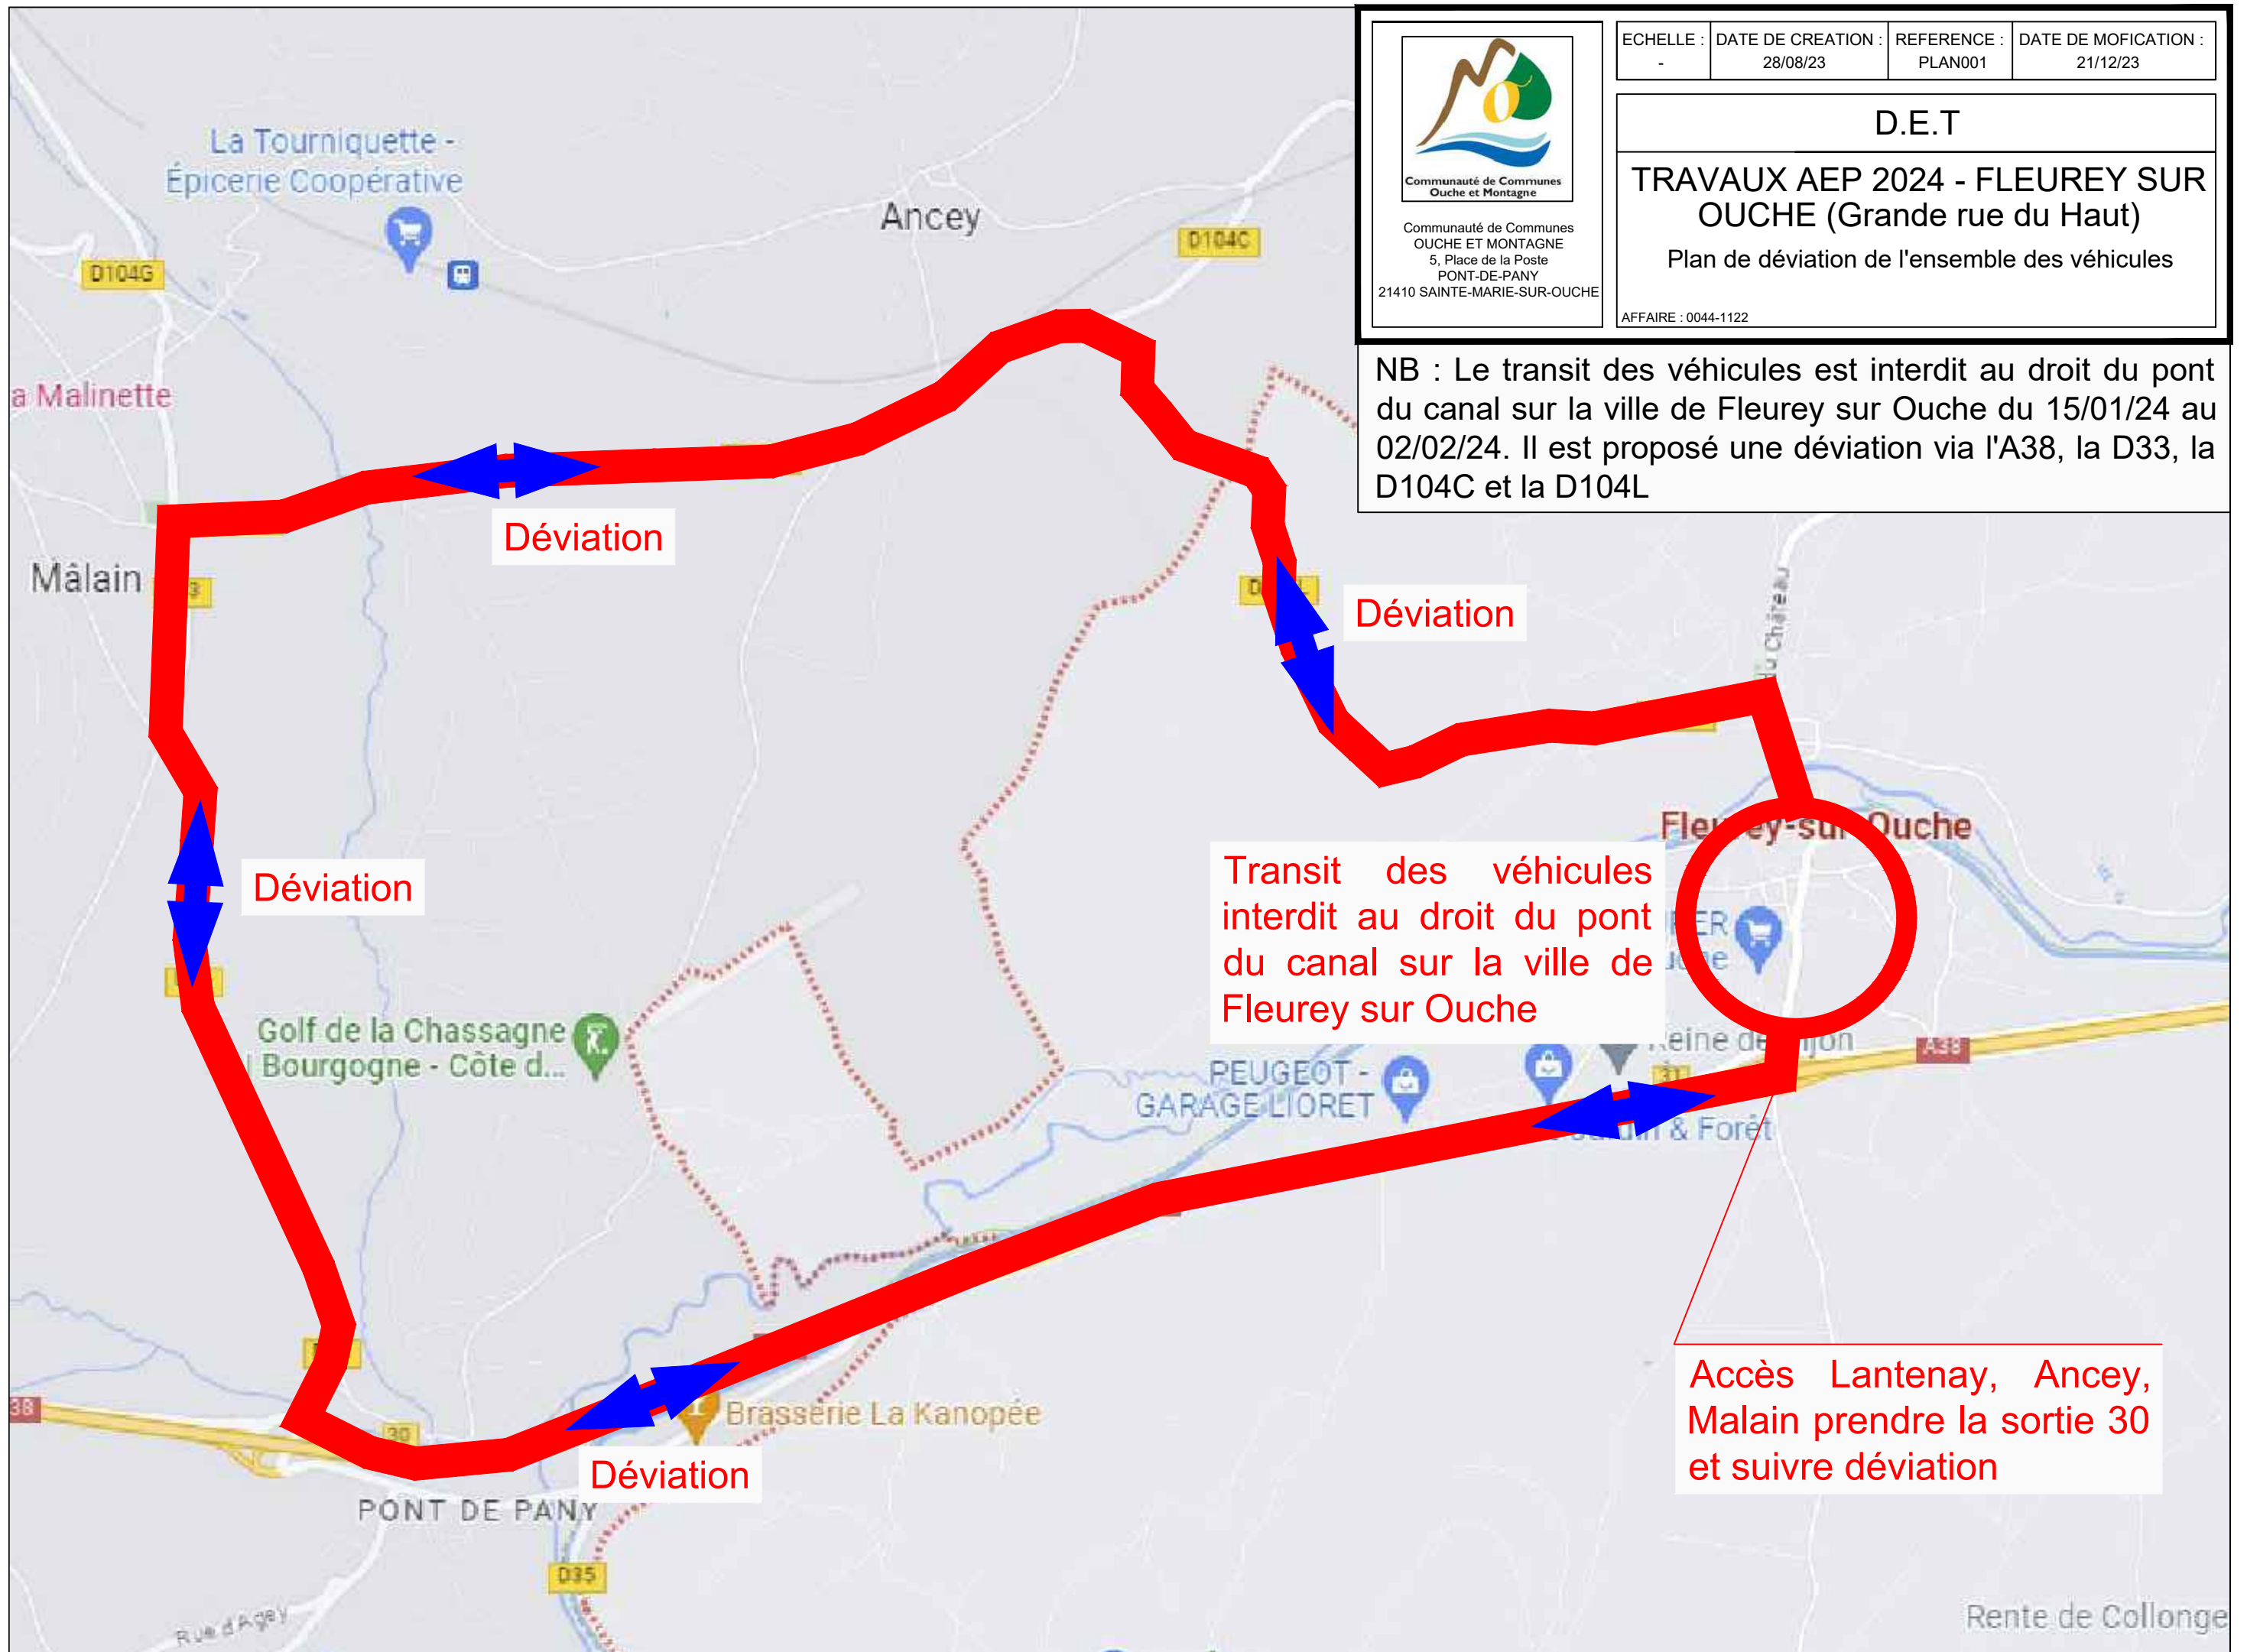 ECHELLE :
-
DATE DE CREATION :
28/08/23
REFERENCE :
PLAN001
DATE DE MOFICATION :
21/12/23
Communauté de Communes
Ouche et Montagne
Communauté de Communes
OUCHE ET MONTAGNE
5, Place de la Poste
PONT-DE-PANY
21410 SAINTE-MARIE-SUR-OUCHE
D.E.T
TRAVAUX AEP 2024 - FLEUREY SUR
OUCHE (Grande rue du Haut)
Plan de déviation de l'ensemble des véhicules
AFFAIRE : 0044-1122
NB : Le transit des véhicules est interdit au droit du pont
du canal sur la ville de Fleurey sur Ouche du 15/01/24 au
02/02/24. Il est proposé une déviation via l'A38, la D33, la
D104C et la D104L
La Tourniquette -
Épicerie Coopérative
Ancey
D104C
D104G
a Malinette
Déviation
Mâlain
Déviation
du Château
Déviation
Fleurey-sur-Ouche
Transit des véhicules
interdit au droit du pont
du canal sur la ville de
Fleurey sur Ouche
Golf de la Chassagne
Bourgogne - Côte d...
A38
31
PEUGEOT -
GARAGE LIORET
& Forêt
Accès Lantenay, Ancey,
Malain prendre la sortie 30
et suivre déviation
38
30
Brasserie La Kanopée
Déviation
PONT DE PANY
D35
Rue d'Agey
Rente de Collonge